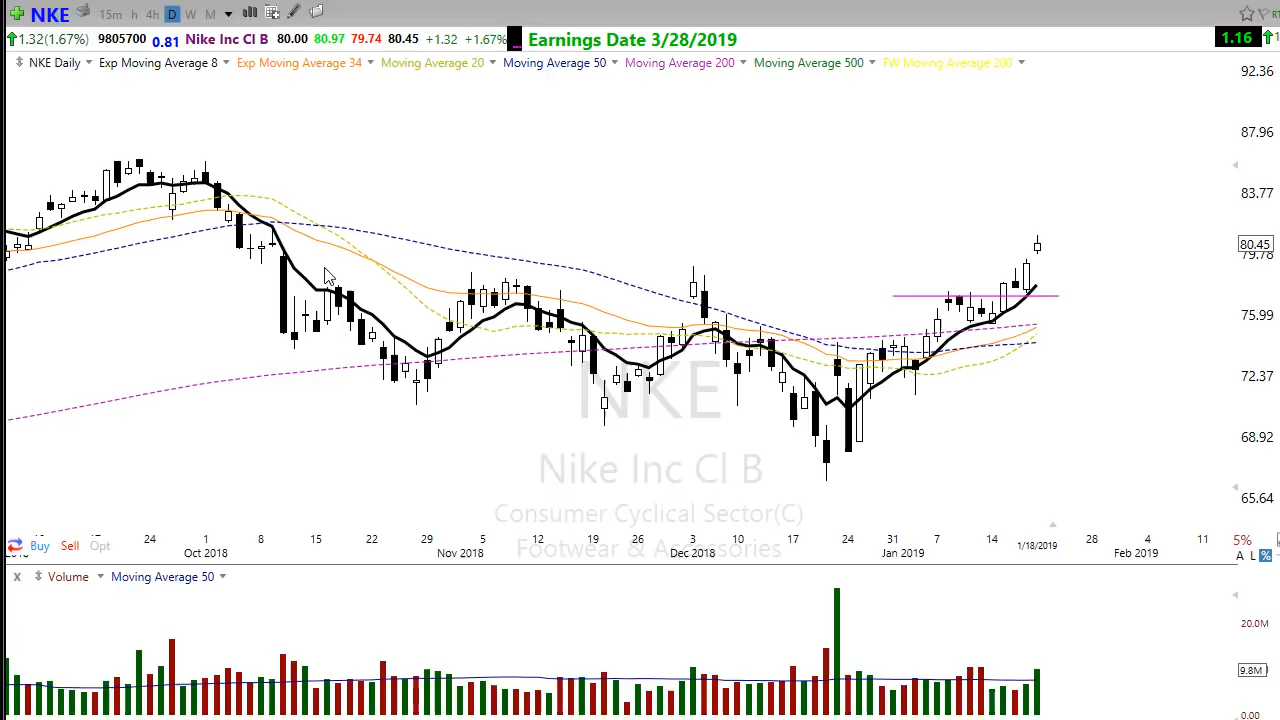 NKE 15m h 4h D W M
1.32(1.67%) 9805700 0.81 Nike Inc Cl B 80.00 80.97 79.74 80.45 +1.32 +1.67% Earnings Date 3/28/2019 1.16
NKE Daily Exp Moving Average 8 Exp Moving Average 34 Moving Average 20 Moving Average 50 Moving Average 200 Moving Average 500 FW Moving Average 200
92.36
87.96
83.77
80.45
79.78
75.99
72.37
68.92
65.64
NKE
Nike Inc Cl B
Consumer Cyclical Sector(C)
Footwear & Accessories
Buy Sell Opt
24 1 8 15 22 29 5 12 19 26 3 10 17 24 31 7 14 1/18/2019 28 4 11 5%
Oct 2018 Nov 2018 Dec 2018 Jan 2019 Feb 2019 A L %
x Volume Moving Average 50
20.0M
9.8M
0.00